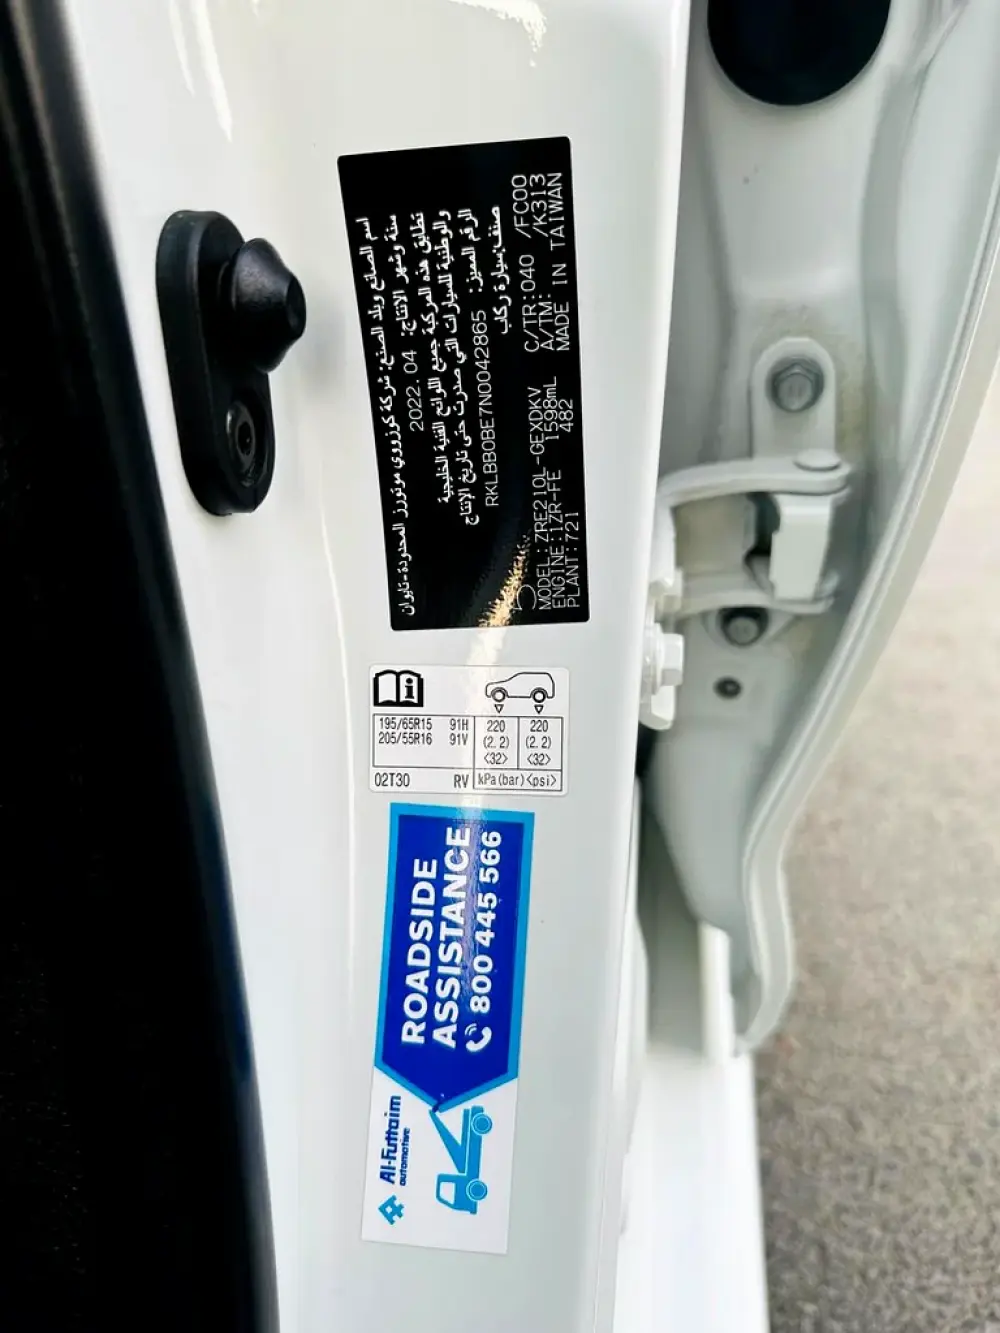 اسم الصانع وبلد الصنع: شركة كوزروي موتورز المحدودة-تايوان
سنة وشهر الانتاج: 2022.04
تطابق هذه المركبة جميع اللوائح الفنية الخليجية
والوطنية للسيارات التي صدرت حتى تاريخ الإنتاج
الرقم المميز: RKLBB0BE7N0042865
صنف:سيارة ركاب
5
MODEL:ZRE210L-GEXDKV C/TR:040 /FC00
ENGINE:1ZR-FE 1598mL A/TM: /K313
PLANT:721 482 MADE IN TAIWAN
i
195/65R15 91H 220 220
205/55R16 91V (2.2) (2.2)
<32> <32>
02T30 RV kPa(bar)<psi>
ROADSIDE
ASSISTANCE
800 445 566
Al-Futtaim
automotive